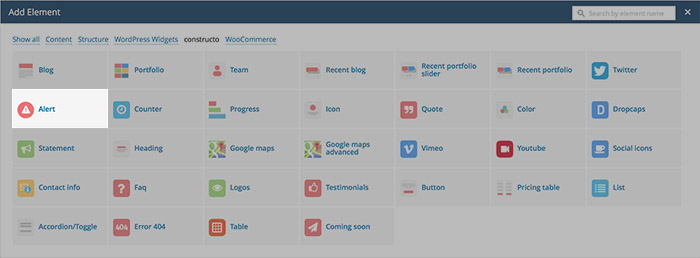 Add Element
Search by element name
Show all Content Structure WordPress Widgets constructo WooCommerce
Blog Portfolio Team Recent blog Recent portfolio slider Recent portfolio Twitter
Alert Counter Progress Icon Quote Color D Dropcaps
Statement Heading Google maps Google maps advanced Vimeo Youtube Social icons
Contact info ? Faq Logos Testimonials Button Pricing table List
Accordion/Toggle 404 Error 404 Table Coming soon